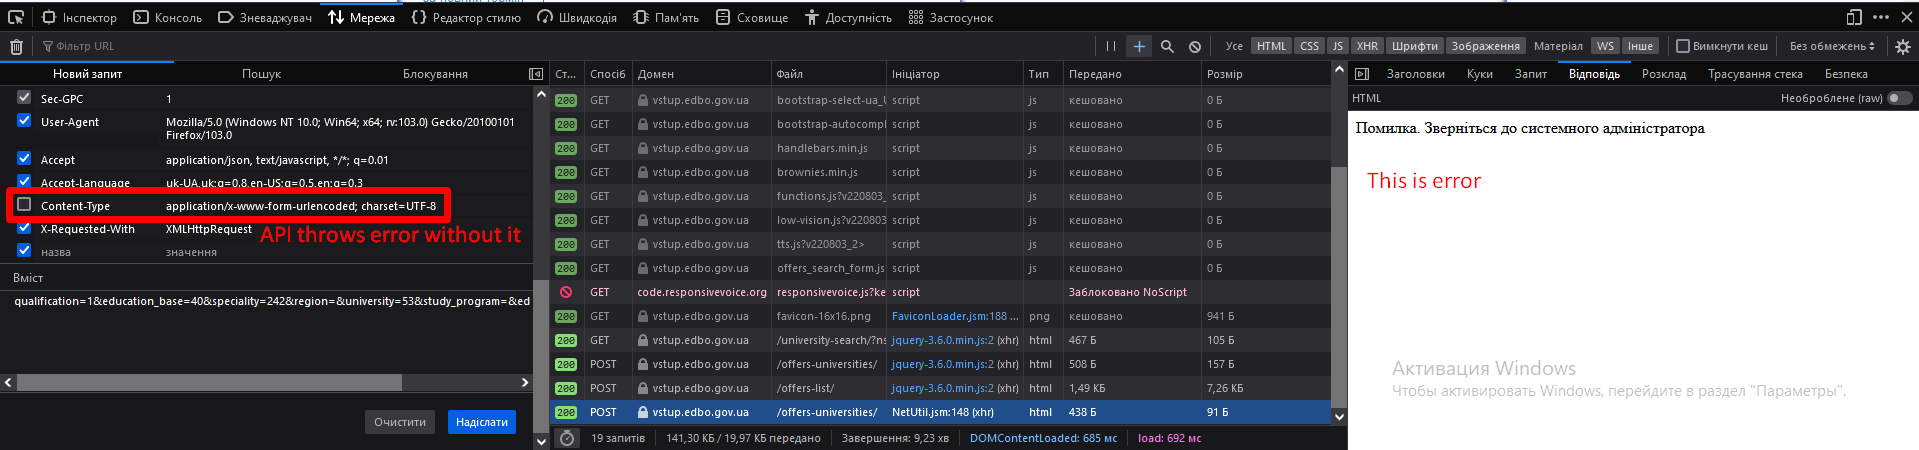 Інспектор Консоль Зневаджувач Мережа Редактор стилю Швидкодія Пам'ять Сховище Доступність Застосунок
Фільтр URL Усе HTML CSS JS XHR Шрифти Зображення Матеріал WS Інше Вимкнути кеш Без обмежень
Новий запит Пошук Блокування
Sec-GPC 1
User-Agent Mozilla/5.0 (Windows NT 10.0; Win64; x64; rv:103.0) Gecko/20100101
Firefox/103.0
Accept application/json, text/javascript, */*; q=0.01
Accept-Language uk-UA,uk;q=0.8,en-US;q=0.5,en;q=0.3
Content-Type application/x-www-form-urlencoded; charset=UTF-8
X-Requested-With XMLHttpRequest
API throws error without it
назва значення
Вміст
qualification=1&education_base=40&speciality=242&region=&university=53&study_program=&ed
Очистити Надіслати
Ст... Спосіб Домен Файл Ініціатор Тип Передано Розмір
200 GET vstup.edbo.gov.ua bootstrap-select-ua_U script js кешовано 0 Б
200 GET vstup.edbo.gov.ua bootstrap-autocompl script js кешовано 0 Б
200 GET vstup.edbo.gov.ua handlebars.min.js script js кешовано 0 Б
200 GET vstup.edbo.gov.ua brownies.min.js script js кешовано 0 Б
200 GET vstup.edbo.gov.ua functions.js?v220803_ script js кешовано 0 Б
200 GET vstup.edbo.gov.ua low-vision.js?v220803 script js кешовано 0 Б
200 GET vstup.edbo.gov.ua tts.js?v220803_2> script js кешовано 0 Б
200 GET vstup.edbo.gov.ua offers_search_form.js script js кешовано 0 Б
GET code.responsivevoice.org responsivevoice.js?ke script Заблоковано NoScript
200 GET vstup.edbo.gov.ua favicon-16x16.png FaviconLoader.jsm:188 ... png кешовано 941 Б
200 GET vstup.edbo.gov.ua /university-search/?ns jquery-3.6.0.min.js:2 (xhr) html 467 Б 105 Б
200 POST vstup.edbo.gov.ua /offers-universities/ jquery-3.6.0.min.js:2 (xhr) html 508 Б 157 Б
200 POST vstup.edbo.gov.ua /offers-list/ jquery-3.6.0.min.js:2 (xhr) html 1,49 КБ 7,26 КБ
200 POST vstup.edbo.gov.ua /offers-universities/ NetUtil.jsm:148 (xhr) html 438 Б 91 Б
19 запитів 141,30 КБ / 19,97 КБ передано Завершення: 9,23 хв DOMContentLoaded: 685 мс load: 692 мс
Заголовки Куки Запит Відповідь Розклад Трасування стека Безпека
HTML Необроблене (raw)
Помилка. Зверніться до системного адміністратора
This is error
Активация Windows
Чтобы активировать Windows, перейдите в раздел "Параметры".